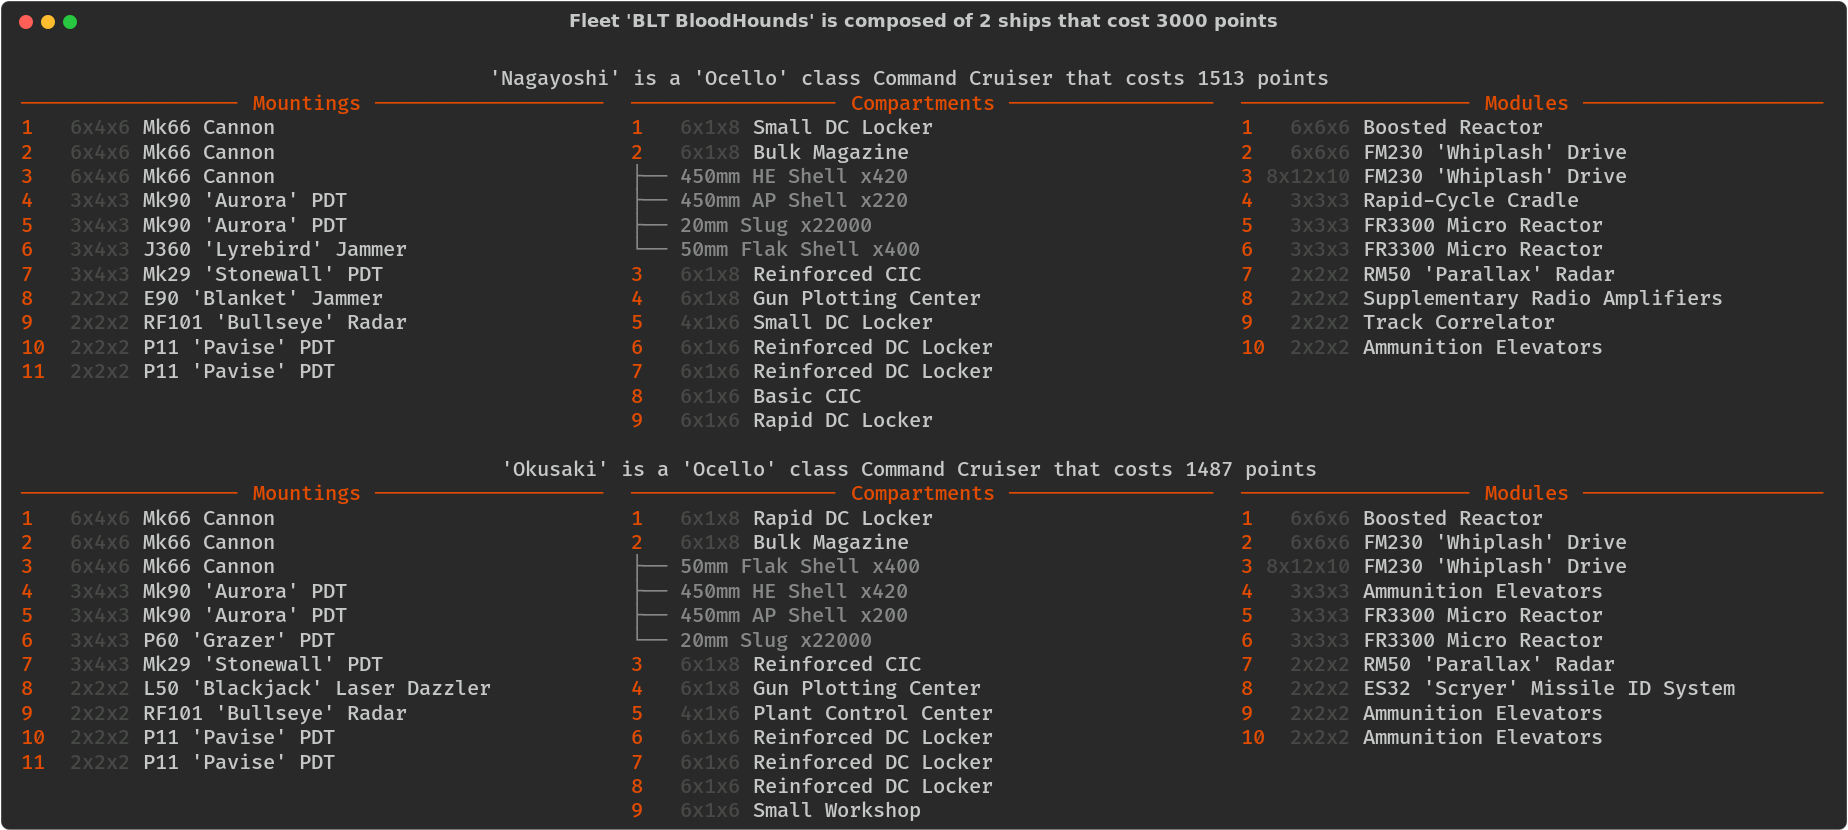 Fleet 'BLT BloodHounds' is composed of 2 ships that cost 3000 points
'Nagayoshi' is a 'Ocello' class Command Cruiser that costs 1513 points
Mountings Compartments Modules
1 6x4x6 Mk66 Cannon 1 6x1x8 Small DC Locker 1 6x6x6 Boosted Reactor
2 6x4x6 Mk66 Cannon 2 6x1x8 Bulk Magazine 2 6x6x6 FM230 'Whiplash' Drive
3 6x4x6 Mk66 Cannon ├── 450mm HE Shell x420 3 8x12x10 FM230 'Whiplash' Drive
4 3x4x3 Mk90 'Aurora' PDT ├── 450mm AP Shell x220 4 3x3x3 Rapid-Cycle Cradle
5 3x4x3 Mk90 'Aurora' PDT ├── 20mm Slug x22000 5 3x3x3 FR3300 Micro Reactor
6 3x4x3 J360 'Lyrebird' Jammer └── 50mm Flak Shell x400 6 3x3x3 FR3300 Micro Reactor
7 3x4x3 Mk29 'Stonewall' PDT 3 6x1x8 Reinforced CIC 7 2x2x2 RM50 'Parallax' Radar
8 2x2x2 E90 'Blanket' Jammer 4 6x1x8 Gun Plotting Center 8 2x2x2 Supplementary Radio Amplifiers
9 2x2x2 RF101 'Bullseye' Radar 5 4x1x6 Small DC Locker 9 2x2x2 Track Correlator
10 2x2x2 P11 'Pavise' PDT 6 6x1x6 Reinforced DC Locker 10 2x2x2 Ammunition Elevators
11 2x2x2 P11 'Pavise' PDT 7 6x1x6 Reinforced DC Locker
8 6x1x6 Basic CIC
9 6x1x6 Rapid DC Locker
'Okusaki' is a 'Ocello' class Command Cruiser that costs 1487 points
Mountings Compartments Modules
1 6x4x6 Mk66 Cannon 1 6x1x8 Rapid DC Locker 1 6x6x6 Boosted Reactor
2 6x4x6 Mk66 Cannon 2 6x1x8 Bulk Magazine 2 6x6x6 FM230 'Whiplash' Drive
3 6x4x6 Mk66 Cannon ├── 50mm Flak Shell x400 3 8x12x10 FM230 'Whiplash' Drive
4 3x4x3 Mk90 'Aurora' PDT ├── 450mm HE Shell x420 4 3x3x3 Ammunition Elevators
5 3x4x3 Mk90 'Aurora' PDT ├── 450mm AP Shell x200 5 3x3x3 FR3300 Micro Reactor
6 3x4x3 P60 'Grazer' PDT └── 20mm Slug x22000 6 3x3x3 FR3300 Micro Reactor
7 3x4x3 Mk29 'Stonewall' PDT 3 6x1x8 Reinforced CIC 7 2x2x2 RM50 'Parallax' Radar
8 2x2x2 L50 'Blackjack' Laser Dazzler 4 6x1x8 Gun Plotting Center 8 2x2x2 ES32 'Scryer' Missile ID System
9 2x2x2 RF101 'Bullseye' Radar 5 4x1x6 Plant Control Center 9 2x2x2 Ammunition Elevators
10 2x2x2 P11 'Pavise' PDT 6 6x1x6 Reinforced DC Locker 10 2x2x2 Ammunition Elevators
11 2x2x2 P11 'Pavise' PDT 7 6x1x6 Reinforced DC Locker
8 6x1x6 Reinforced DC Locker
9 6x1x6 Small Workshop